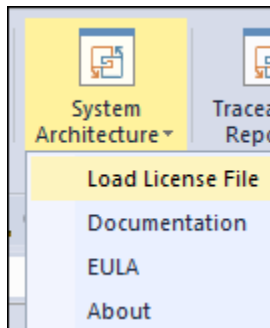 System
Architecture
Load License File
Documentation
EULA
About